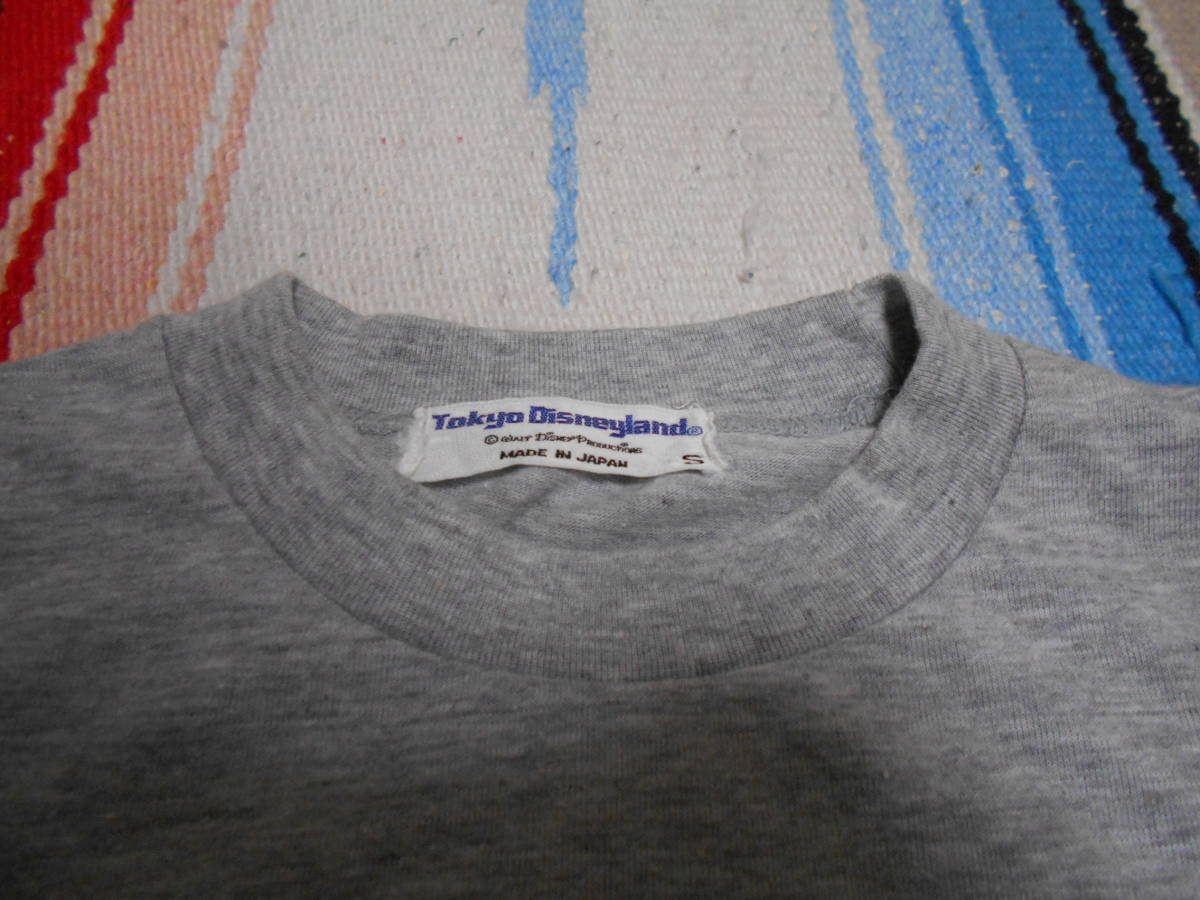 Tokyo Disneyland®
© WALT DISNEY PRODUCTIONS
MADE IN JAPAN S